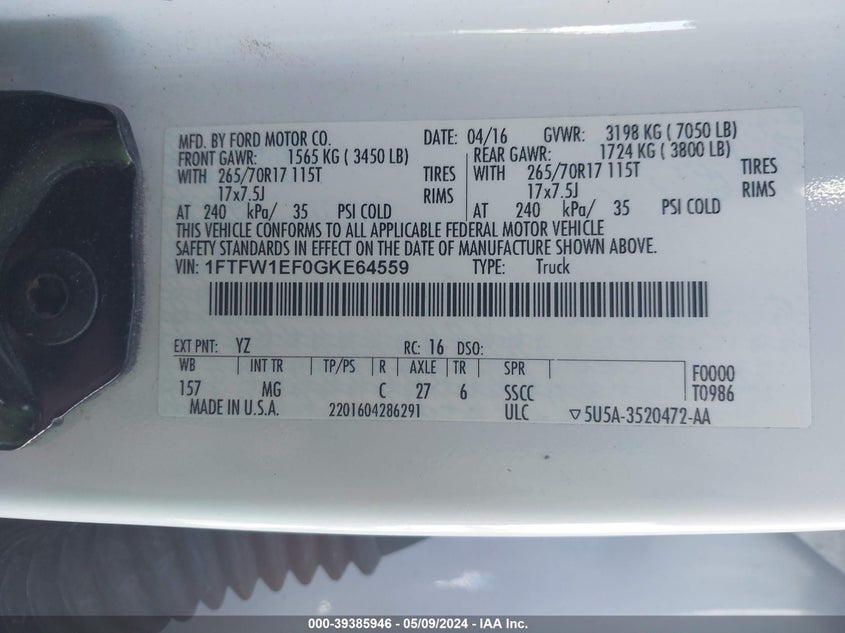 MFD. BY FORD MOTOR CO. DATE: 04/16 GVWR: 3198 KG ( 7050 LB)
FRONT GAWR: 1565 KG ( 3450 LB) REAR GAWR: 1724 KG ( 3800 LB)
WITH 265/70R17 115T TIRES WITH 265/70R17 115T TIRES
17x7.5J RIMS 17x7.5J RIMS
AT 240 kPa/ 35 PSI COLD AT 240 kPa/ 35 PSI COLD
THIS VEHICLE CONFORMS TO ALL APPLICABLE FEDERAL MOTOR VEHICLE
SAFETY STANDARDS IN EFFECT ON THE DATE OF MANUFACTURE SHOWN ABOVE.
VIN: 1FTFW1EF0GKE64559 TYPE: Truck
EXT PNT: YZ RC: 16 DSO:
WB INT TR TP/PS R AXLE TR SPR F0000
157 MG C 27 6 SSCC T0986
MADE IN U.S.A. 2201604286291 ULC ▽5U5A-3520472-AA
000-39385946 - 05/09/2024 - IAA Inc.